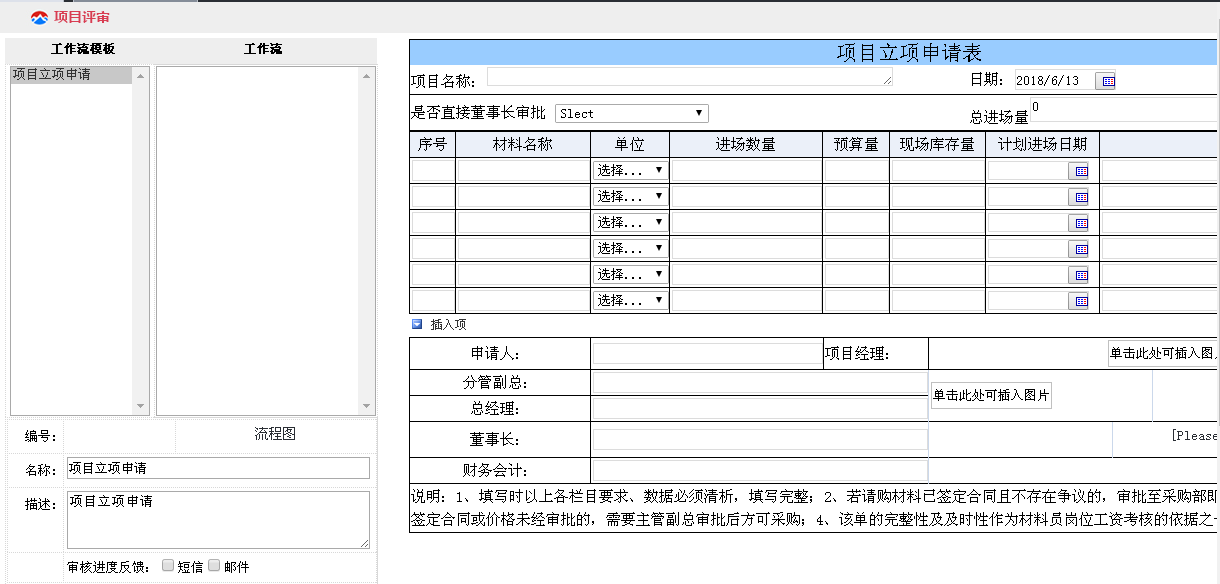 项目评审
工作流模板 工作流
项目立项申请
编号: 流程图
名称: 项目立项申请
描述: 项目立项申请
审核进度反馈: 短信 邮件
项目立项申请表
项目名称: 日期: 2018/6/13
是否直接董事长审批 Slect 总进场量 0
序号 材料名称 单位 进场数量 预算量 现场库存量 计划进场日期
选择...
选择...
选择...
选择...
选择...
选择...
插入项
申请人: 项目经理: 单击此处可插入图片
分管副总: 单击此处可插入图片
总经理:
董事长: [Please
财务会计:
说明: 1、填写时以上各栏目要求、数据必须清析，填写完整; 2、若请购材料已签定合同且不存在争议的，审批至采购部即
签定合同或价格未经审批的，需要主管副总审批后方可采购; 4、该单的完整性及及时性作为材料员岗位工资考核的依据之一